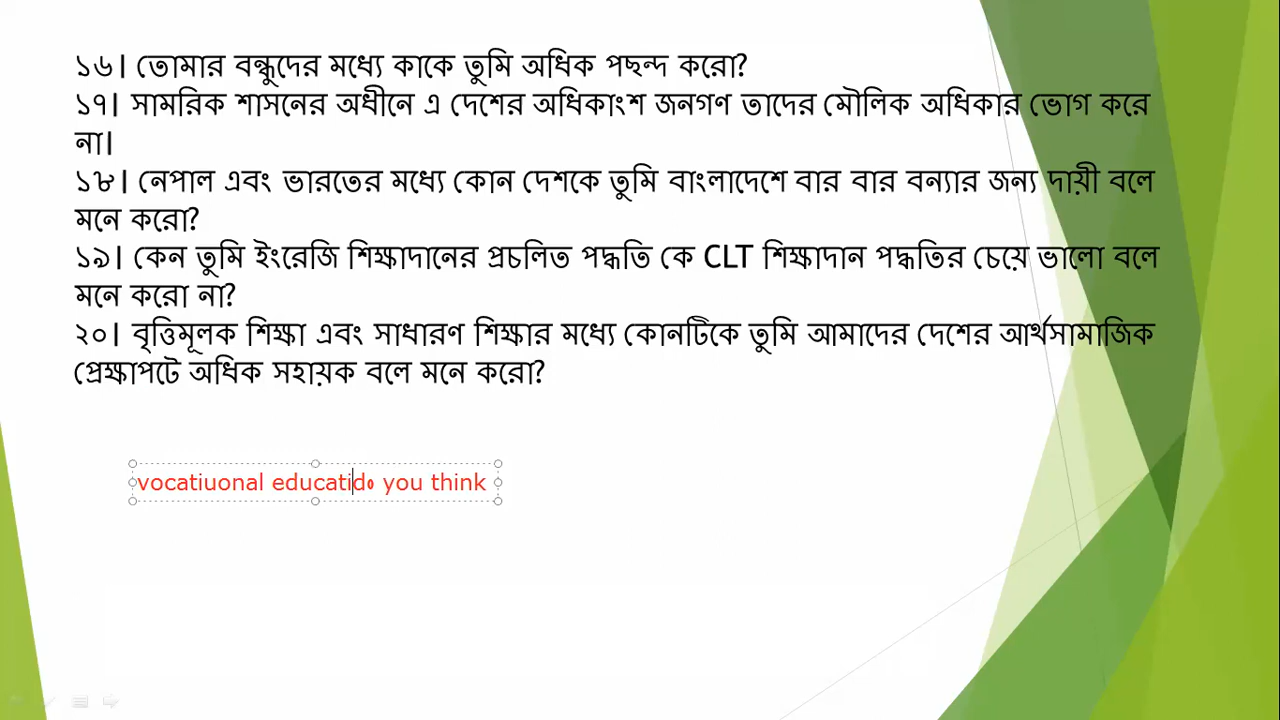 ১৬। তোমার বন্ধুদের মধ্যে কাকে তুমি অধিক পছন্দ করো?
১৭। সামরিক শাসনের অধীনে এ দেশের অধিকাংশ জনগণ তাদের মৌলিক অধিকার ভোগ করে
না।
১৮। নেপাল এবং ভারতের মধ্যে কোন দেশকে তুমি বাংলাদেশে বার বার বন্যার জন্য দায়ী বলে
মনে করো?
১৯। কেন তুমি ইংরেজি শিক্ষাদানের প্রচলিত পদ্ধতি কে CLT শিক্ষাদান পদ্ধতির চেয়ে ভালো বলে
মনে করো না?
২০। বৃত্তিমূলক শিক্ষা এবং সাধারণ শিক্ষার মধ্যে কোনটিকে তুমি আমাদের দেশের আর্থসামাজিক
প্রেক্ষাপটে অধিক সহায়ক বলে মনে করো?
vocatiuonal educatido you think